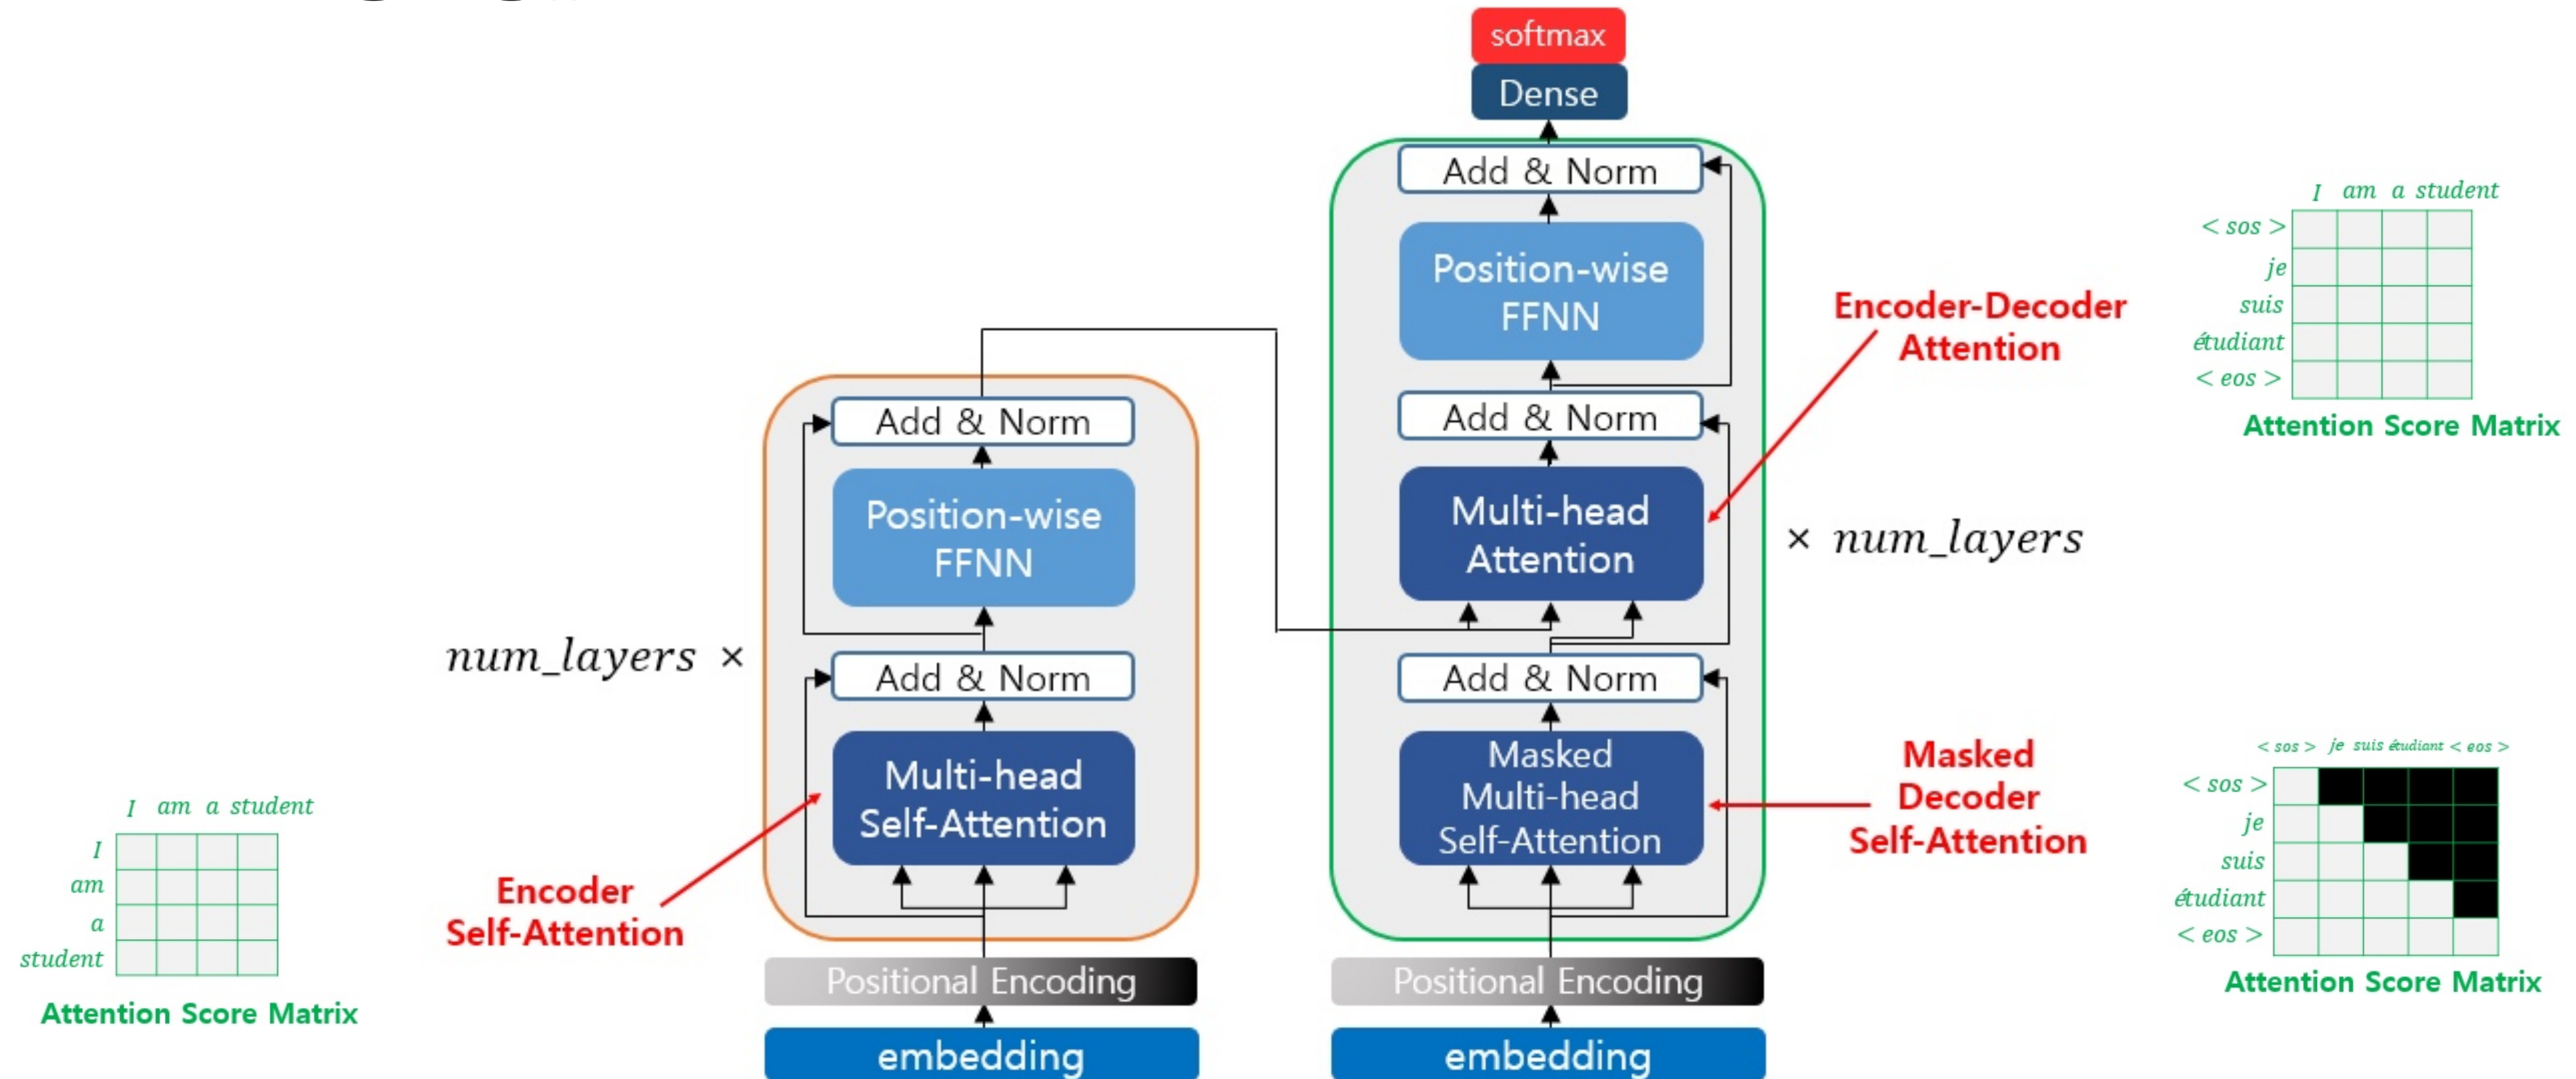 softmax
Dense
Add & Norm
Position-wise
FFNN
Add & Norm
Multi-head
Attention
Add & Norm
Masked
Multi-head
Self-Attention
Positional Encoding
embedding
Add & Norm
Position-wise
FFNN
Add & Norm
Multi-head
Self-Attention
Positional Encoding
embedding
num_layers ×
× num_layers
Encoder
Self-Attention
Encoder-Decoder
Attention
Masked
Decoder
Self-Attention
I am a student
I
am
a
student
Attention Score Matrix
I am a student
< sos >
je
suis
étudiant
< eos >
Attention Score Matrix
< sos > je suis étudiant < eos >
< sos >
je
suis
étudiant
< eos >
Attention Score Matrix